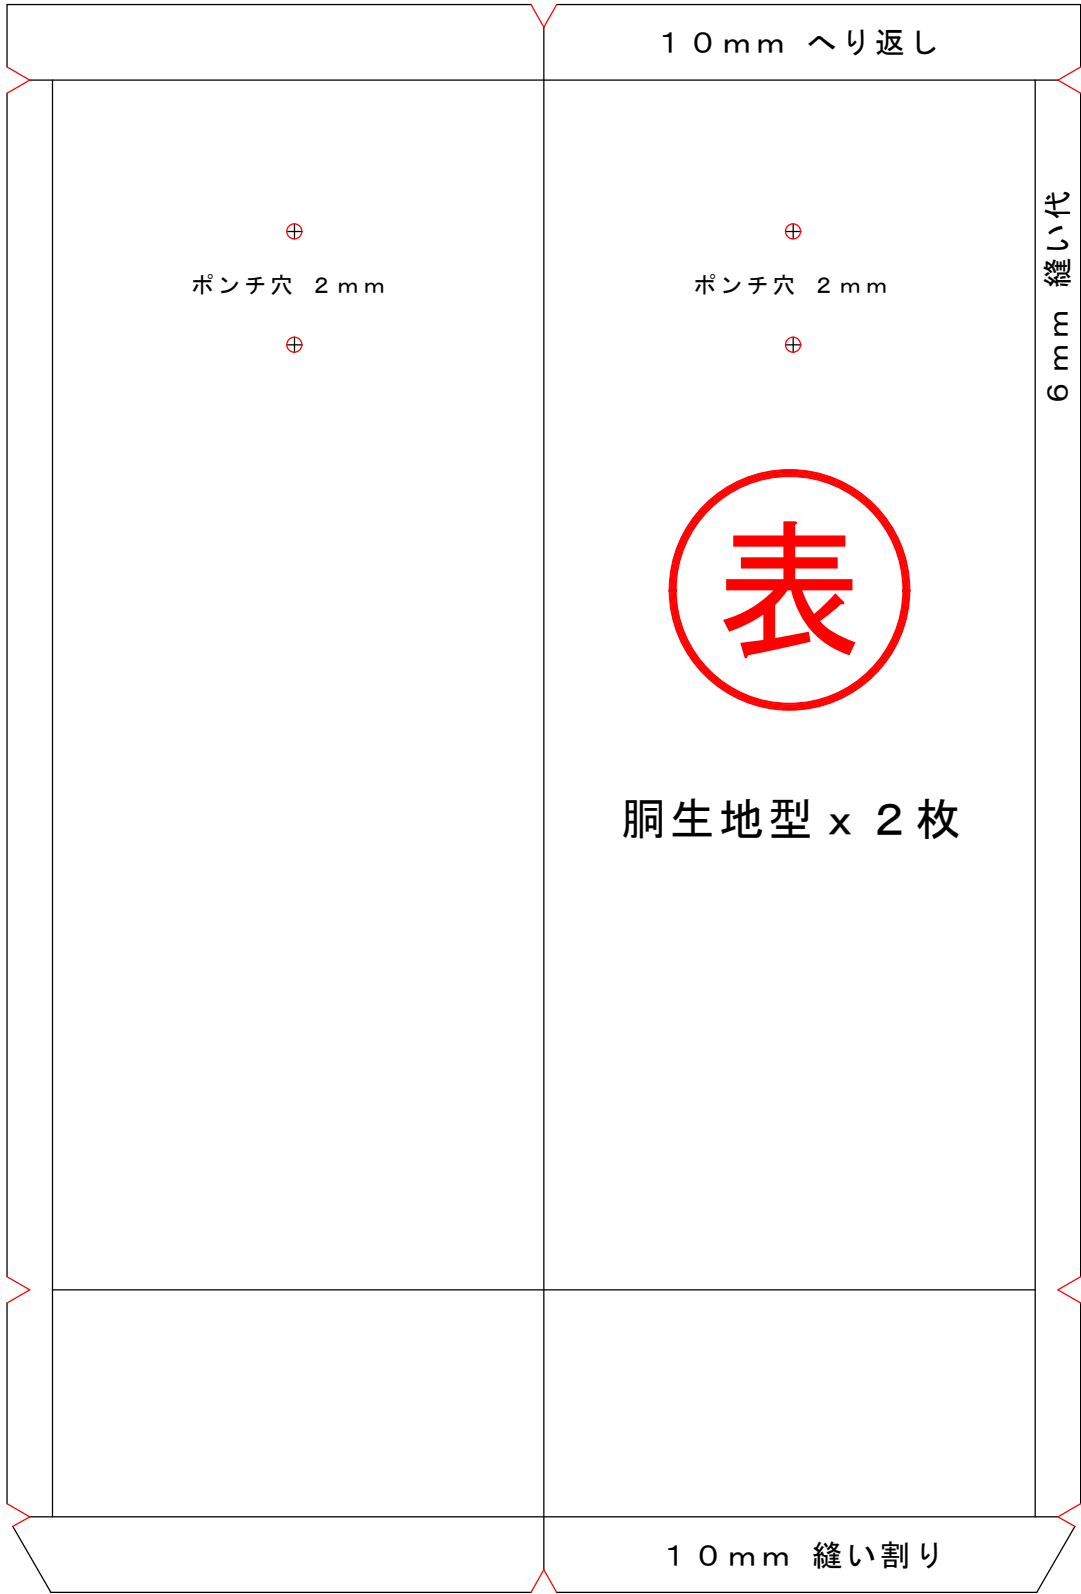 １０ｍｍ へり返し
６ｍｍ 縫い代
ポンチ穴 ２ｍｍ
ポンチ穴 ２ｍｍ
表
胴生地型ｘ２枚
１０ｍｍ 縫い割り